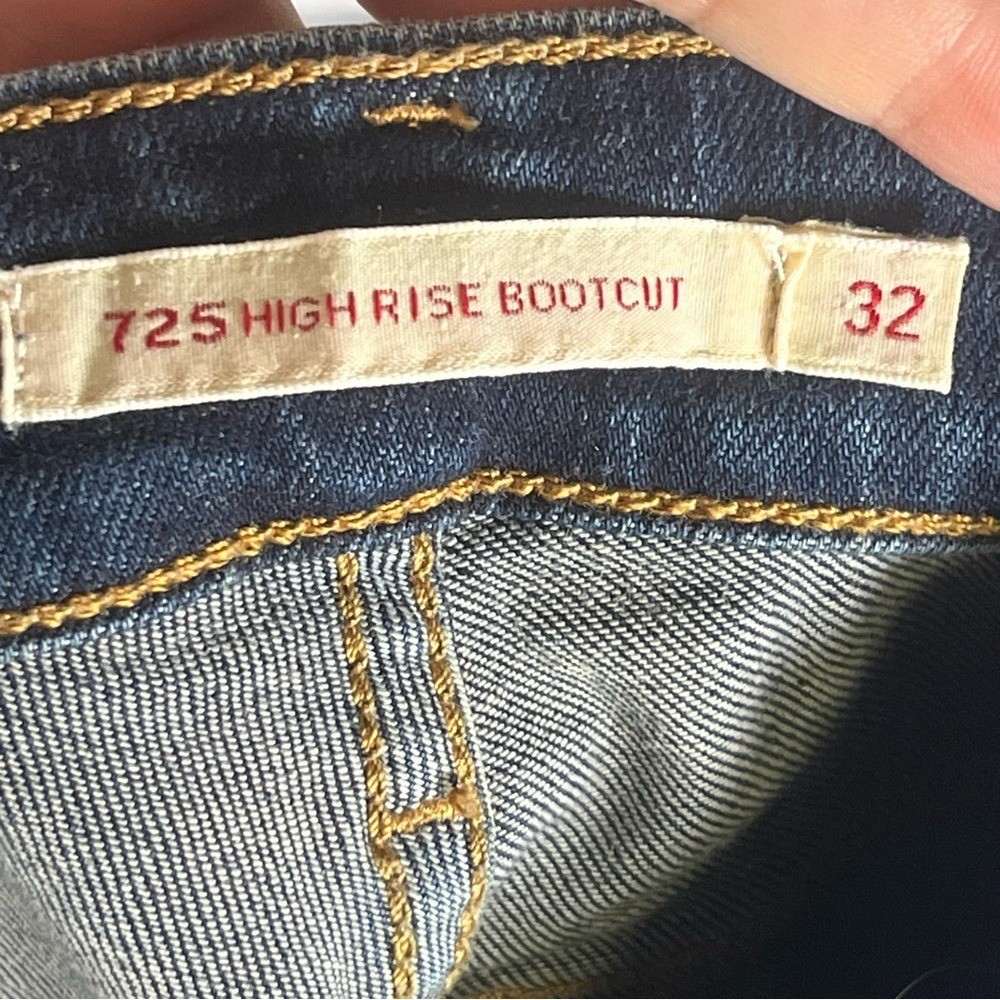 725 HIGH RISE BOOTCUT 32